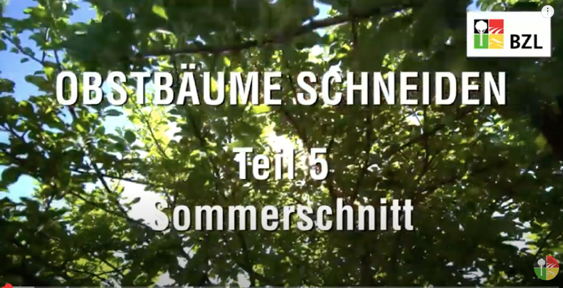 BZL
OBSTBÄUME SCHNEIDEN
Teil 5
Sommerschnitt